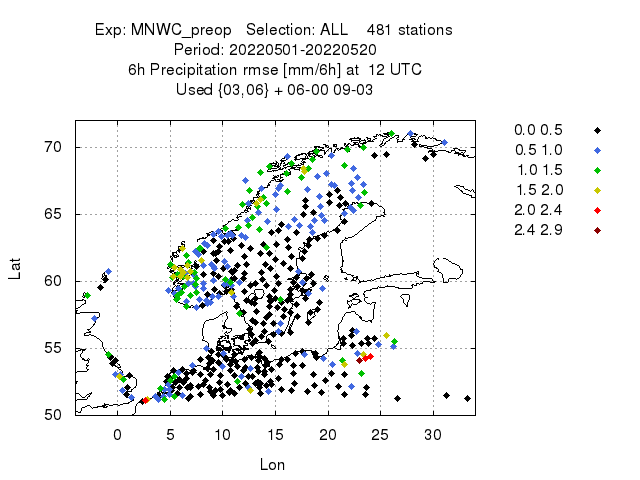 Exp: MNWC_preop   Selection: ALL    481 stations
Period: 20220501-20220520
6h Precipitation rmse [mm/6h] at  12 UTC
Used {03,06} + 06-00 09-03
0.0 0.5
0.5 1.0
1.0 1.5
1.5 2.0
2.0 2.4
2.4 2.9
70
65
60
55
50
Lat
0 5 10 15 20 25 30
Lon